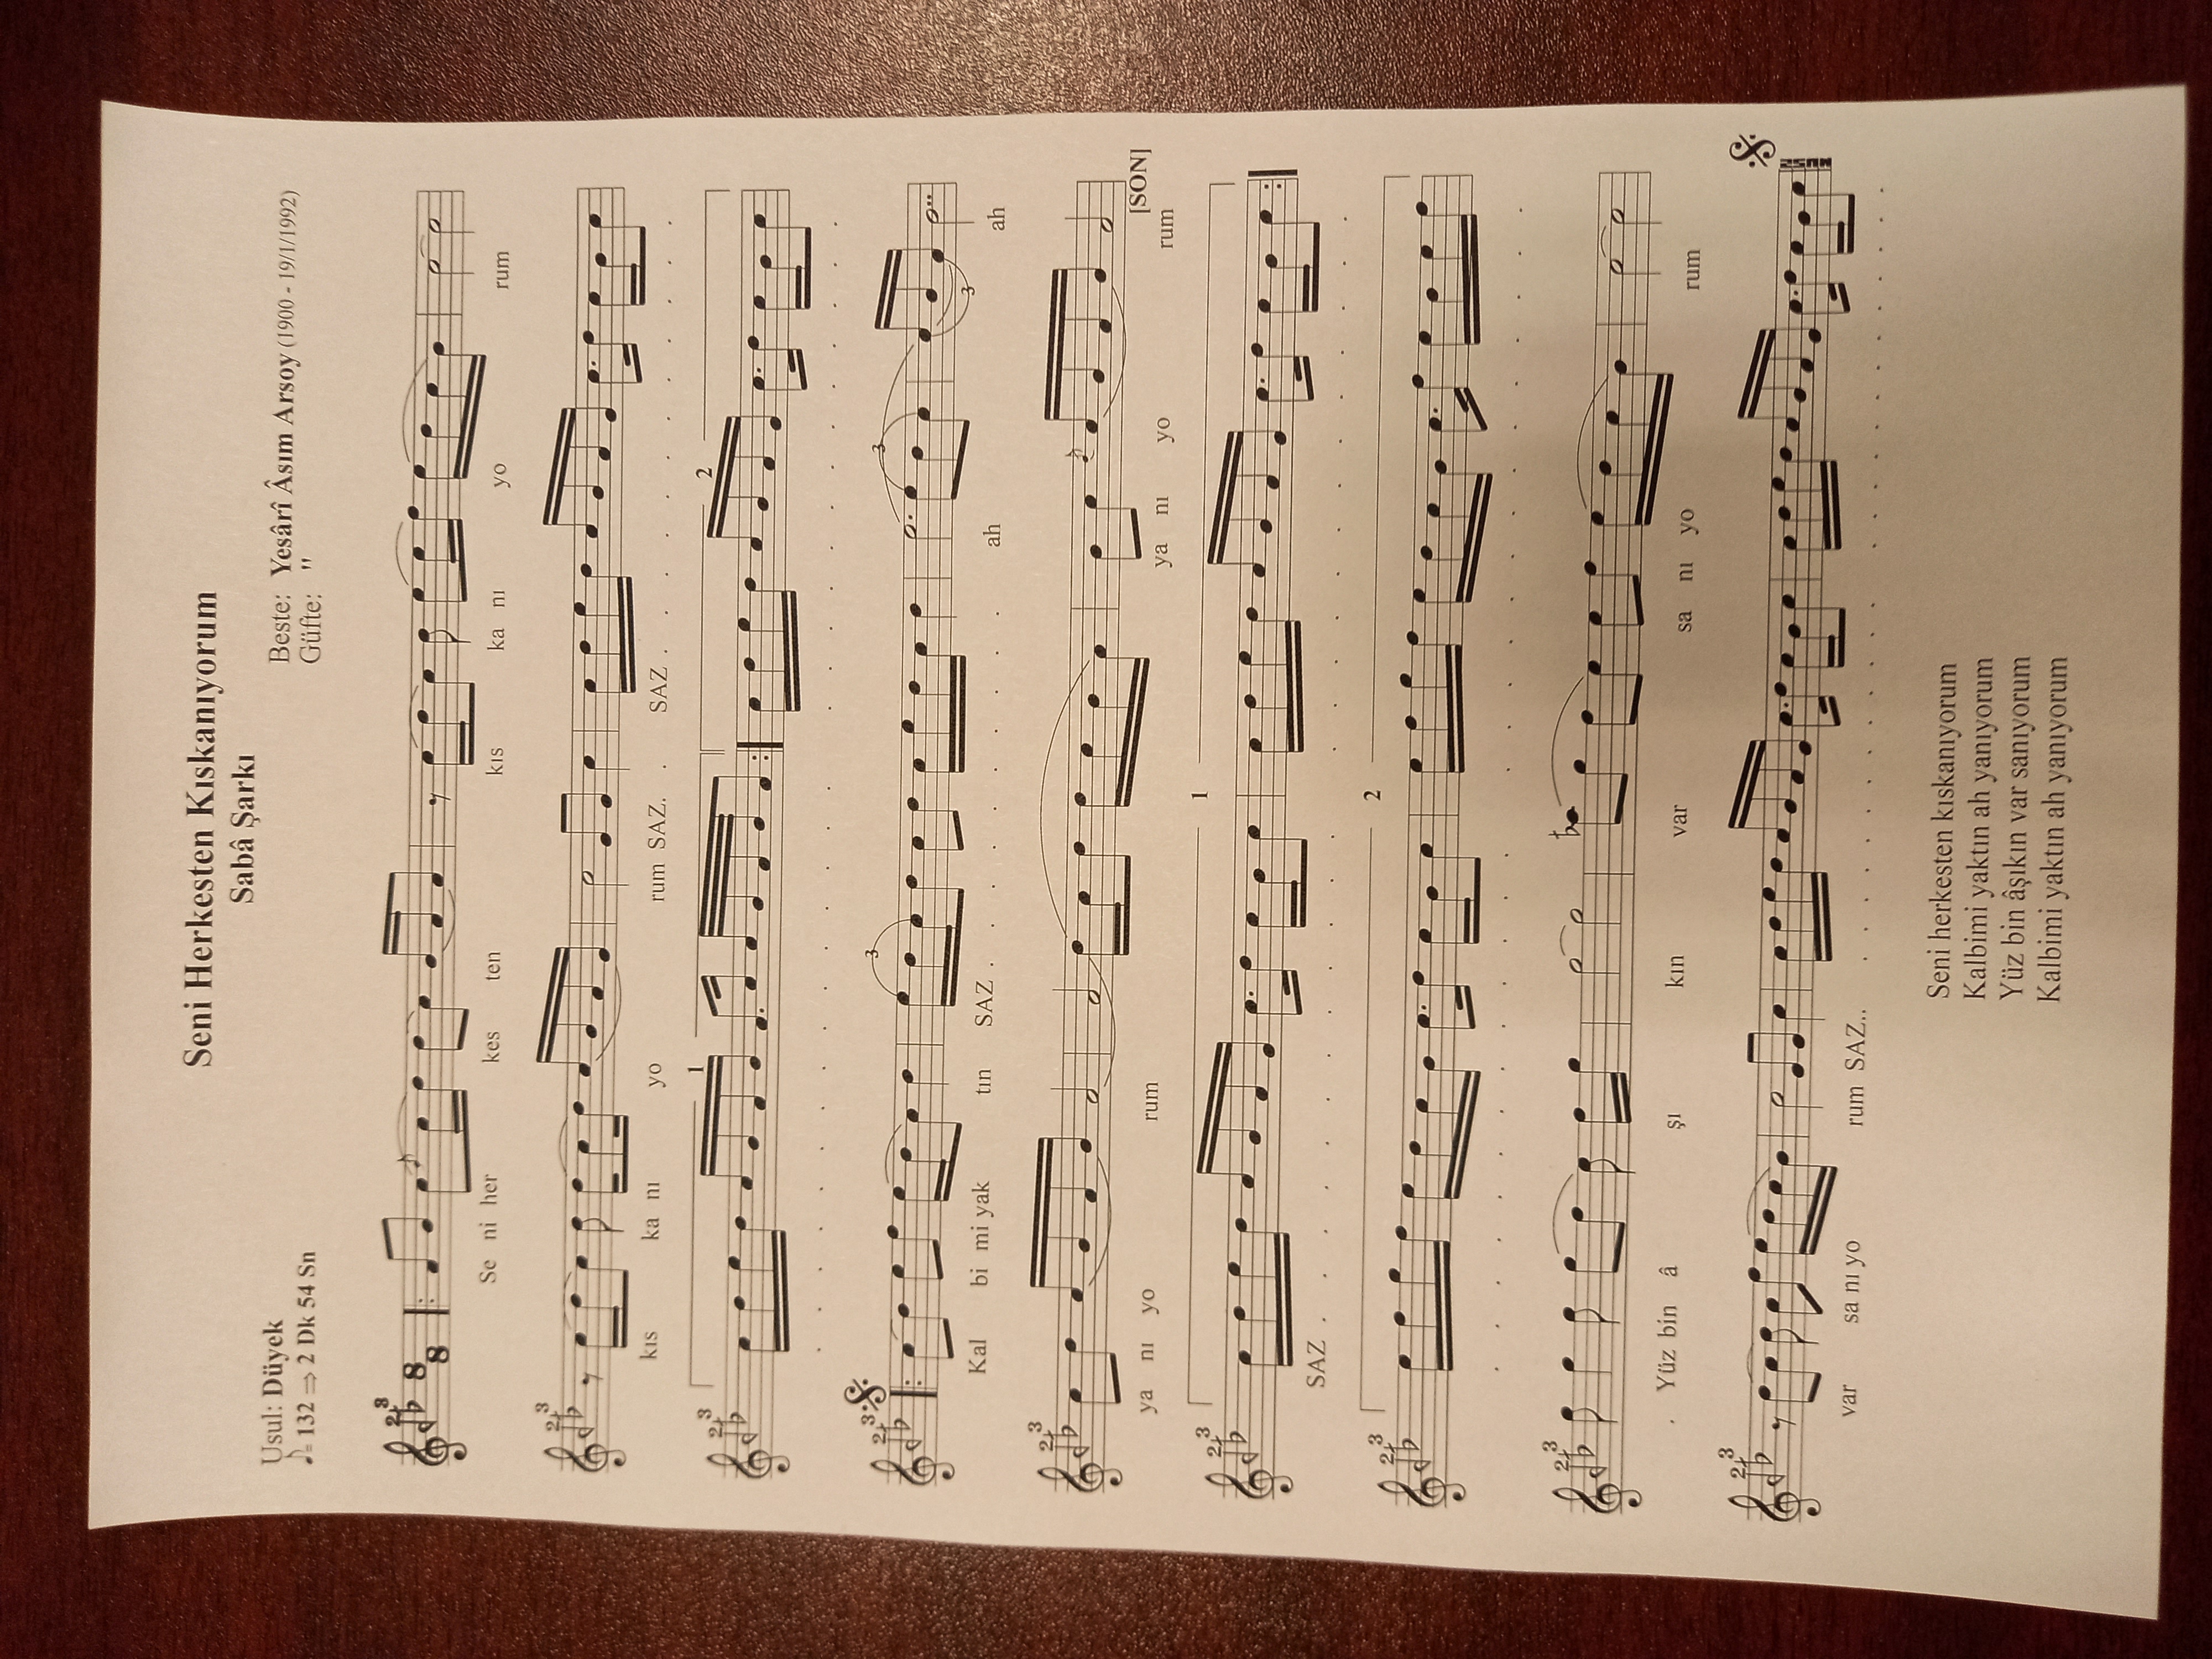 Seni Herkesten Kıskanıyorum
Sabâ Şarkı
Usul: Düyek
♪= 132 ⇒ 2 Dk 54 Sn
Beste: Yesârî Âsım Arsoy (1900 - 19/1/1992)
Güfte: "
Se ni her kes ten kıs ka nı yo rum
kıs ka nı yo rum SAZ. . SAZ . . . . . . . . . . . .
1 2
Kal bi mi yak tın SAZ . . . . . . . . . . ah ah
ya nı yo rum ya nı yo rum
[SON]
1
SAZ . . . . . . . . . . . . . . . . . . . . . . . . .
2
. Yüz bin â şı kın var sa nı yo rum
var sa nı yo rum SAZ.. . . . . . . . . . . . . . . . . . . . . . . . . . .
Seni herkesten kıskanıyorum
Kalbimi yaktın ah yanıyorum
Yüz bin âşıkın var sanıyorum
Kalbimi yaktın ah yanıyorum